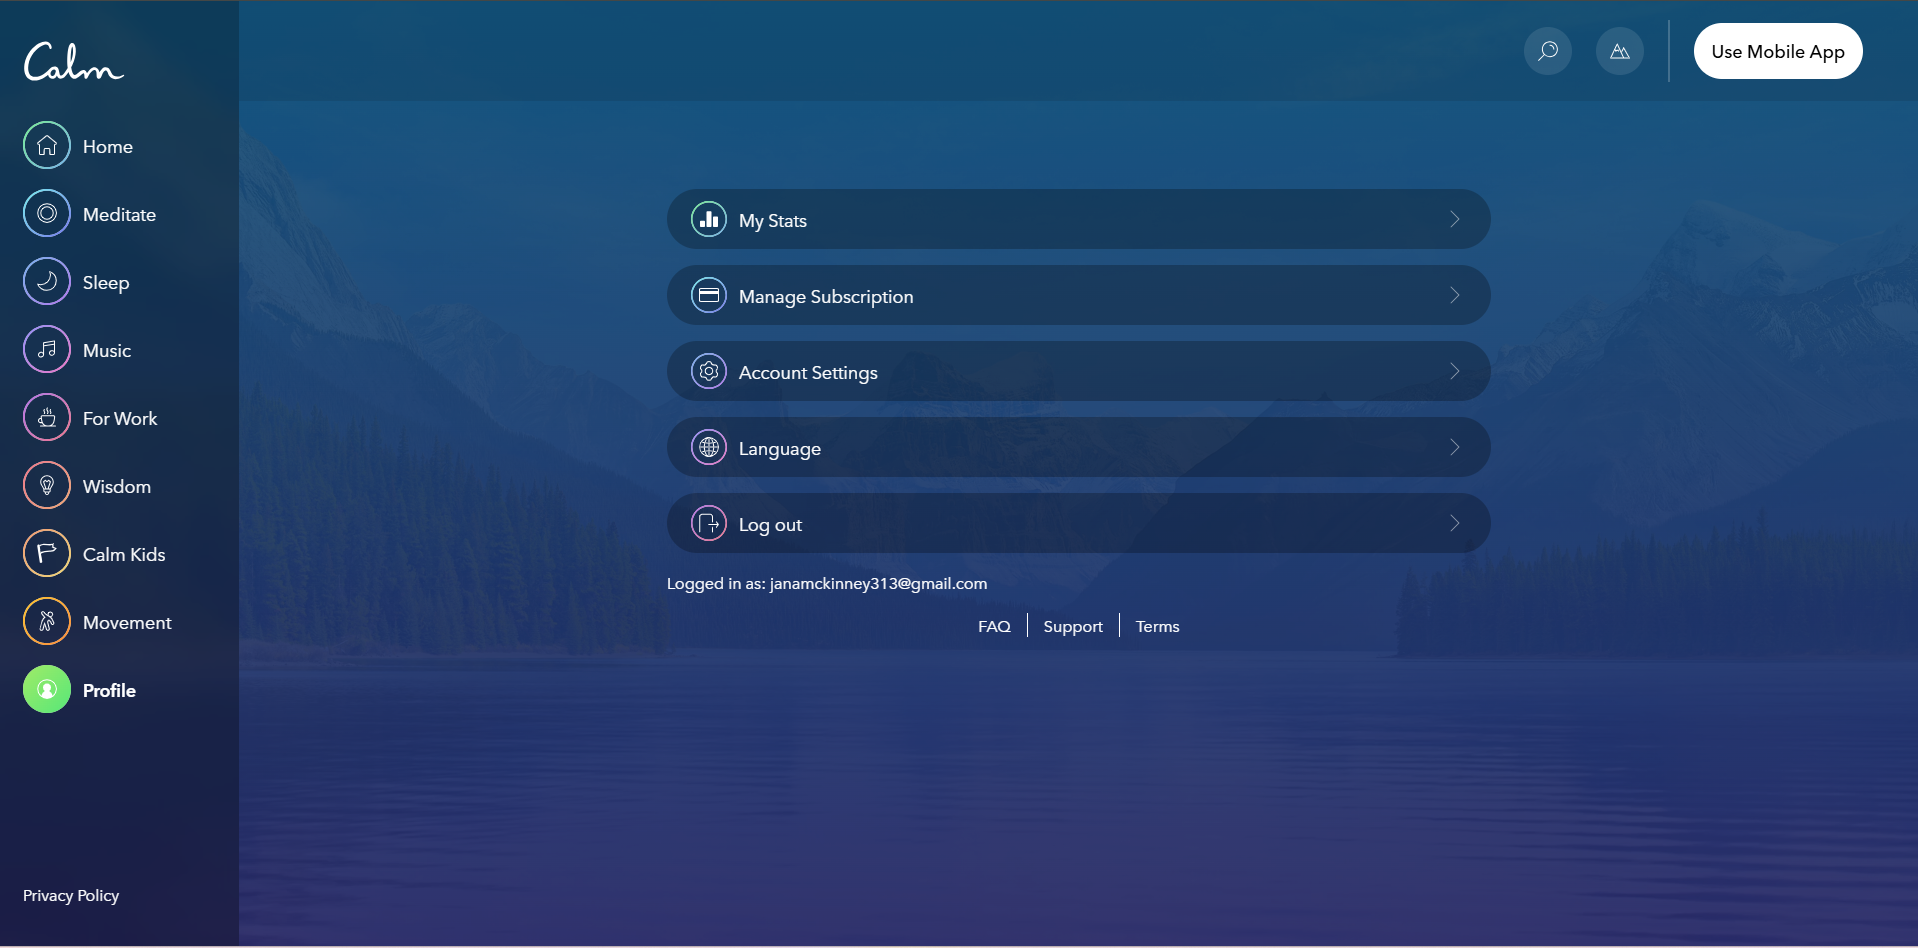 Calm
Home
Meditate
Sleep
Music
For Work
Wisdom
Calm Kids
Movement
Profile
Privacy Policy
Use Mobile App
My Stats
Manage Subscription
Account Settings
Language
Log out
Logged in as: janamckinney313@gmail.com
FAQ Support Terms